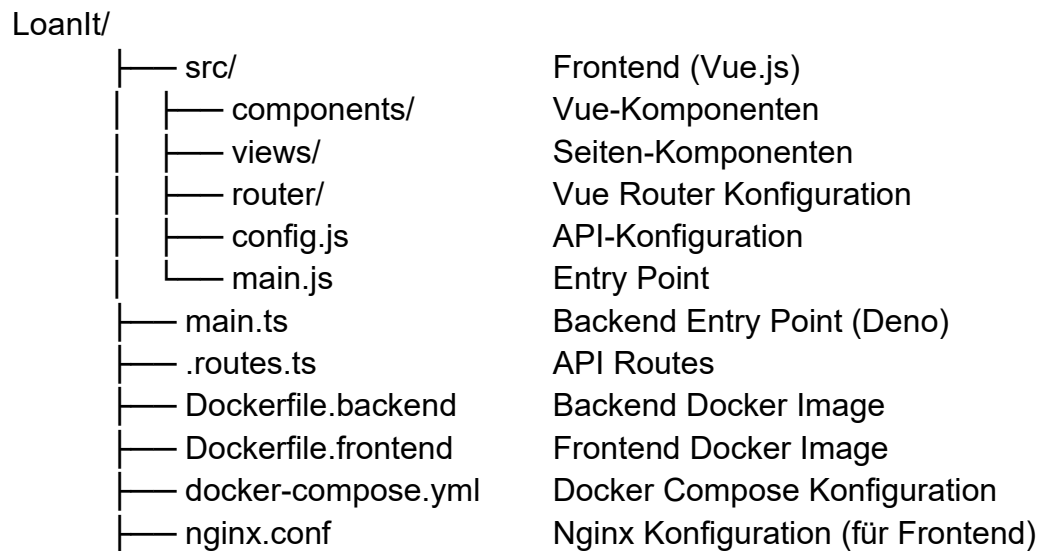 LoanIt/
├── src/ Frontend (Vue.js)
│ ├── components/ Vue-Komponenten
│ ├── views/ Seiten-Komponenten
│ ├── router/ Vue Router Konfiguration
│ ├── config.js API-Konfiguration
│ └── main.js Entry Point
├── main.ts Backend Entry Point (Deno)
├── .routes.ts API Routes
├── Dockerfile.backend Backend Docker Image
├── Dockerfile.frontend Frontend Docker Image
├── docker-compose.yml Docker Compose Konfiguration
├── nginx.conf Nginx Konfiguration (für Frontend)